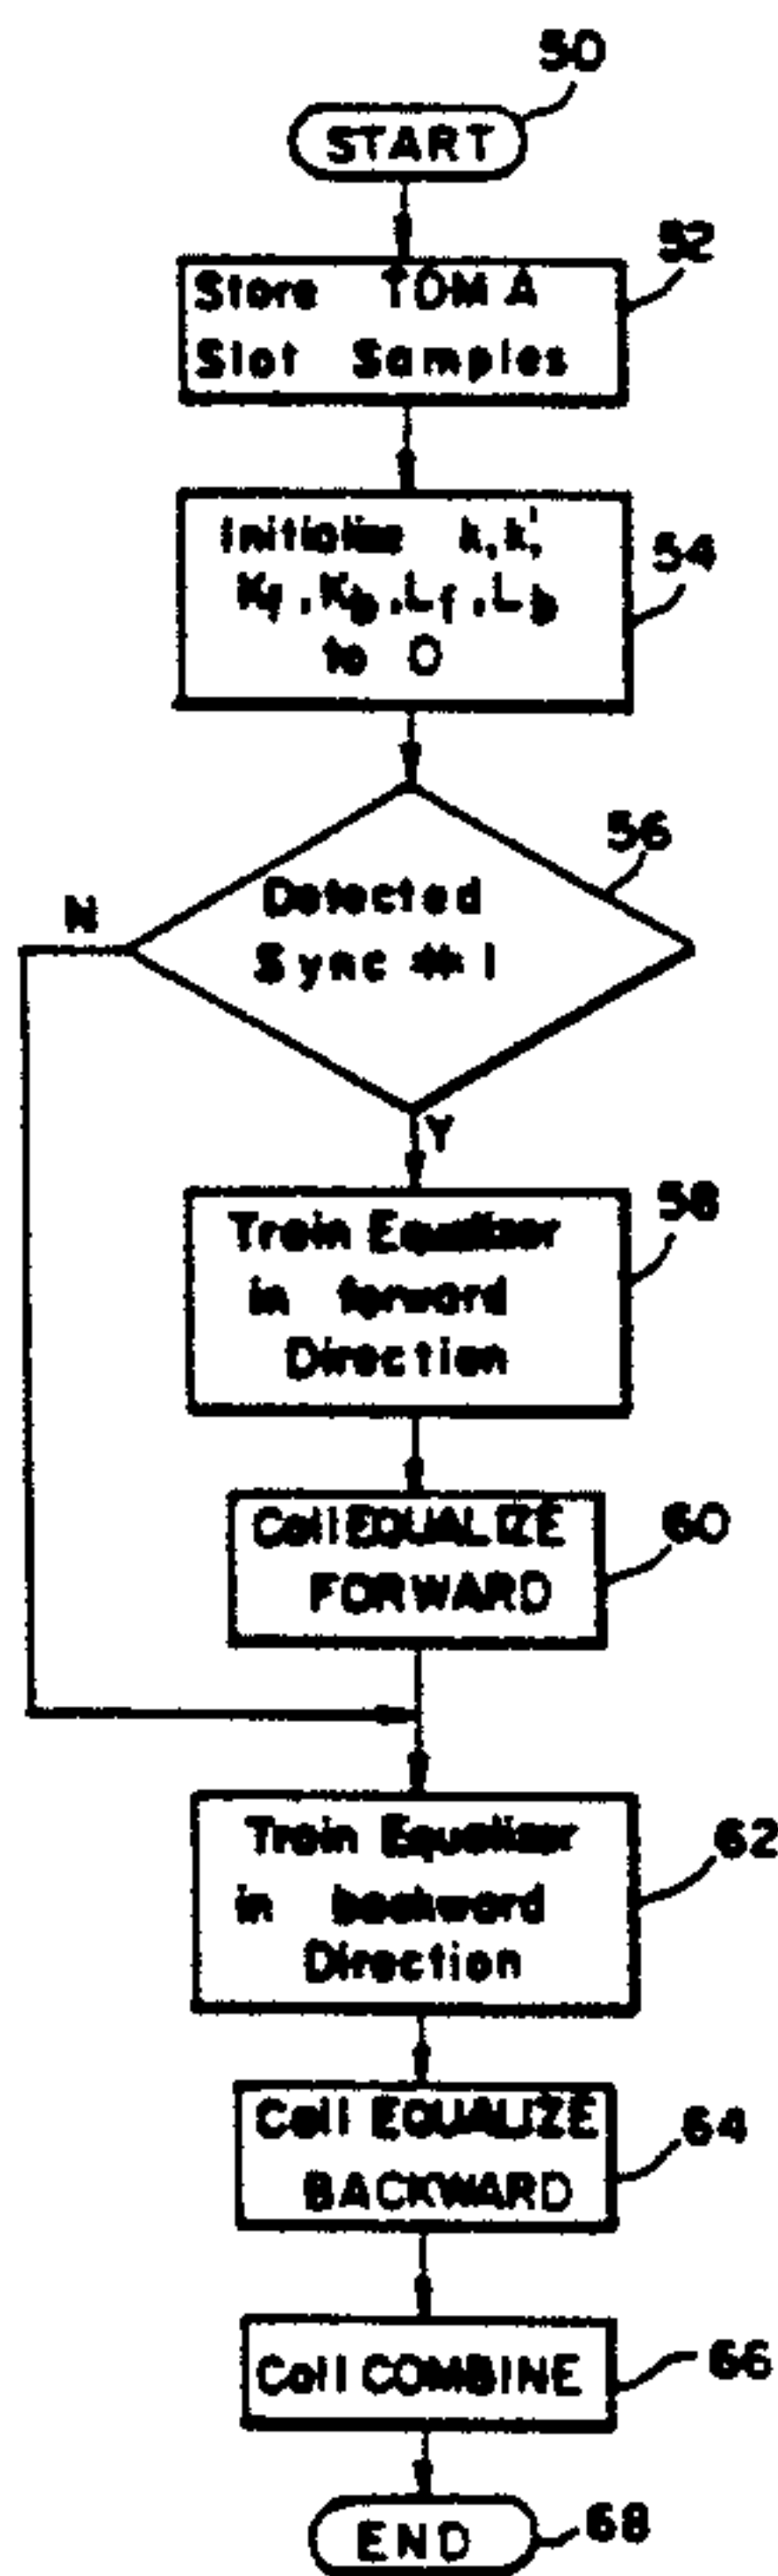 50
START
52
Store TDMA
Slot Samples
54
Initialize k, k',
Kf, Kb, Lf, Lb
to 0
56
Detected
Sync #1
N
Y
58
Train Equalizer
in forward
Direction
60
Call EQUALIZE
FORWARD
62
Train Equalizer
in backward
Direction
64
Call EQUALIZE
BACKWARD
66
Call COMBINE
68
END